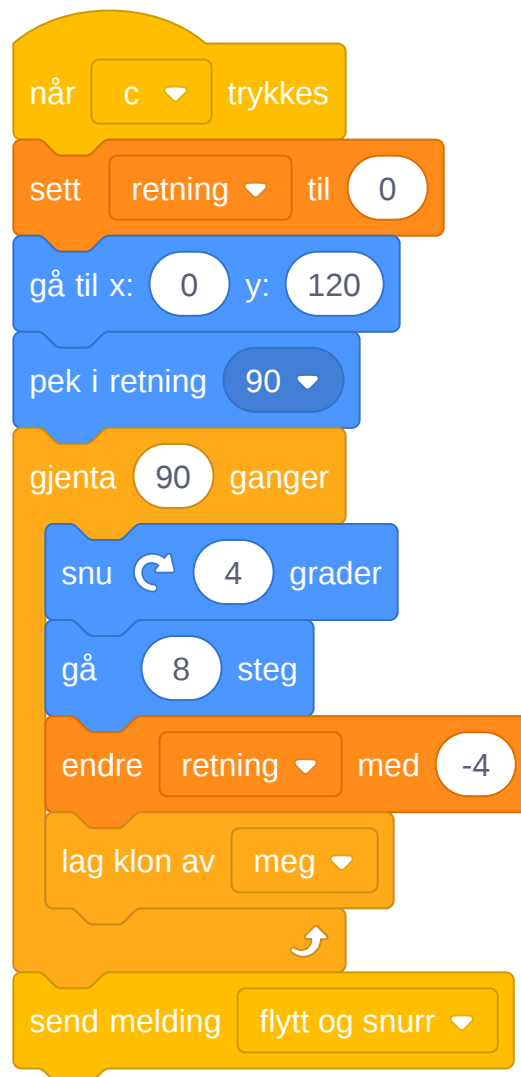 når c trykkes
sett retning til 0
gå til x: 0 y: 120
pek i retning 90
gjenta 90 ganger
snu 4 grader
gå 8 steg
endre retning med -4
lag klon av meg
send melding flytt og snurr